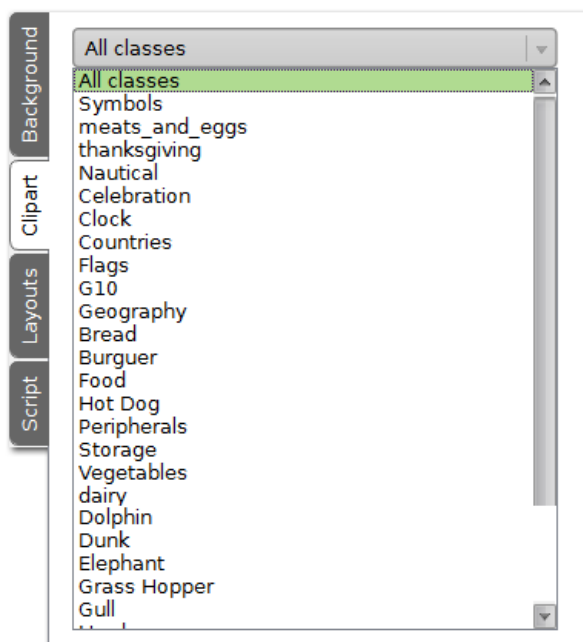 Background
Clipart
Layouts
Script
All classes
All classes
Symbols
meats_and_eggs
thanksgiving
Nautical
Celebration
Clock
Countries
Flags
G10
Geography
Bread
Burguer
Food
Hot Dog
Peripherals
Storage
Vegetables
dairy
Dolphin
Dunk
Elephant
Grass Hopper
Gull